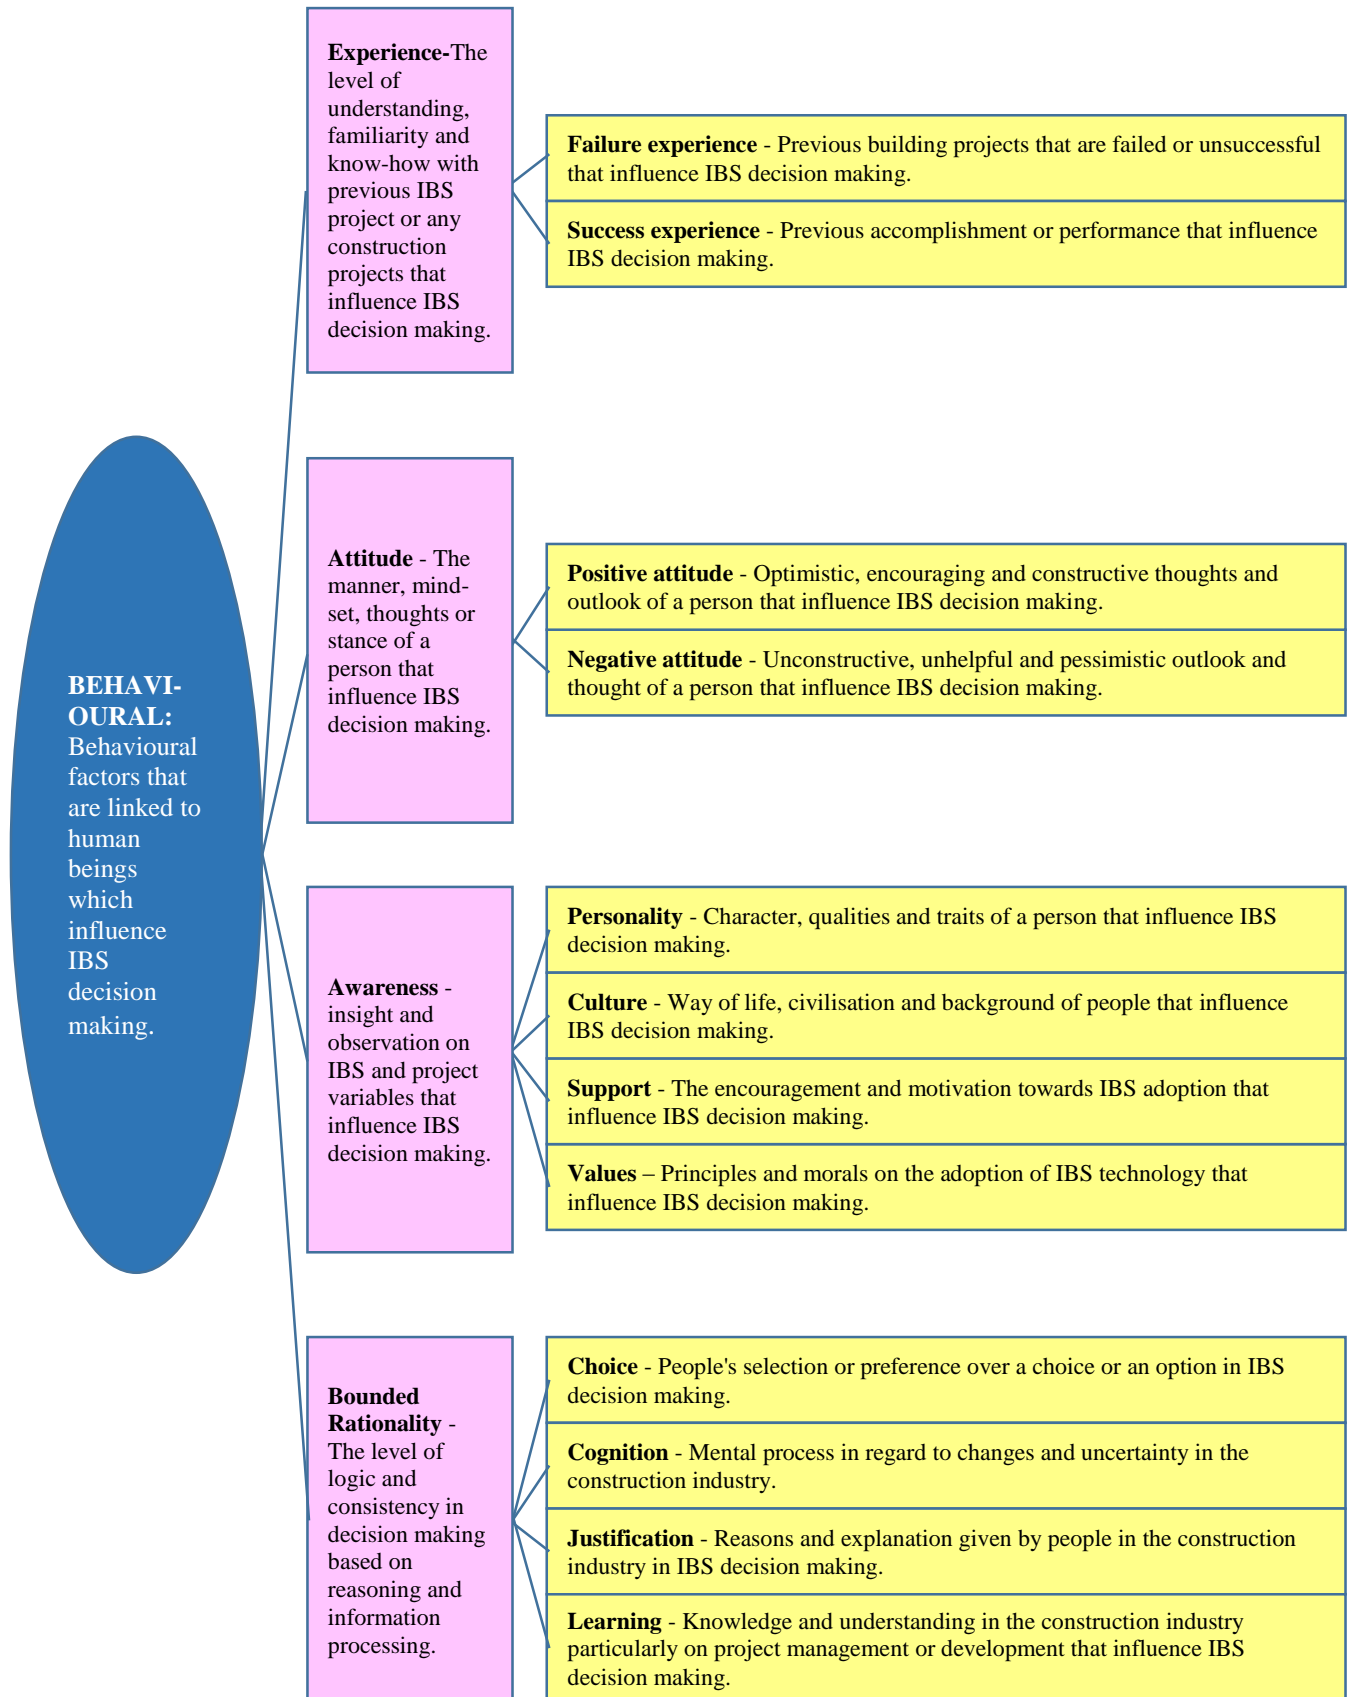 BEHAVI-
OURAL:
Behavioural
factors that
are linked to
human
beings
which
influence
IBS
decision
making.
Experience-The
level of
understanding,
familiarity and
know-how with
previous IBS
project or any
construction
projects that
influence IBS
decision making.
Failure experience - Previous building projects that are failed or unsuccessful
that influence IBS decision making.
Success experience - Previous accomplishment or performance that influence
IBS decision making.
Attitude - The
manner, mind-
set, thoughts or
stance of a
person that
influence IBS
decision making.
Positive attitude - Optimistic, encouraging and constructive thoughts and
outlook of a person that influence IBS decision making.
Negative attitude - Unconstructive, unhelpful and pessimistic outlook and
thought of a person that influence IBS decision making.
Awareness -
insight and
observation on
IBS and project
variables that
influence IBS
decision making.
Personality - Character, qualities and traits of a person that influence IBS
decision making.
Culture - Way of life, civilisation and background of people that influence
IBS decision making.
Support - The encouragement and motivation towards IBS adoption that
influence IBS decision making.
Values – Principles and morals on the adoption of IBS technology that
influence IBS decision making.
Bounded
Rationality -
The level of
logic and
consistency in
decision making
based on
reasoning and
information
processing.
Choice - People's selection or preference over a choice or an option in IBS
decision making.
Cognition - Mental process in regard to changes and uncertainty in the
construction industry.
Justification - Reasons and explanation given by people in the construction
industry in IBS decision making.
Learning - Knowledge and understanding in the construction industry
particularly on project management or development that influence IBS
decision making.